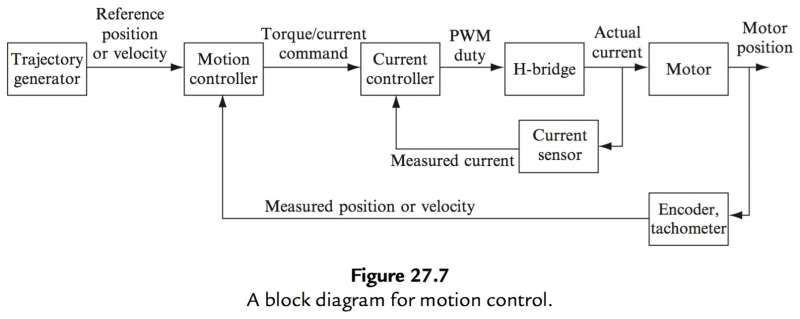 Reference
position
or velocity
Trajectory
generator
Motion
controller
Torque/current
command
Current
controller
PWM
duty
H-bridge
Actual
current
Motor
Motor
position
Current
sensor
Measured current
Encoder,
tachometer
Measured position or velocity
Figure 27.7
A block diagram for motion control.